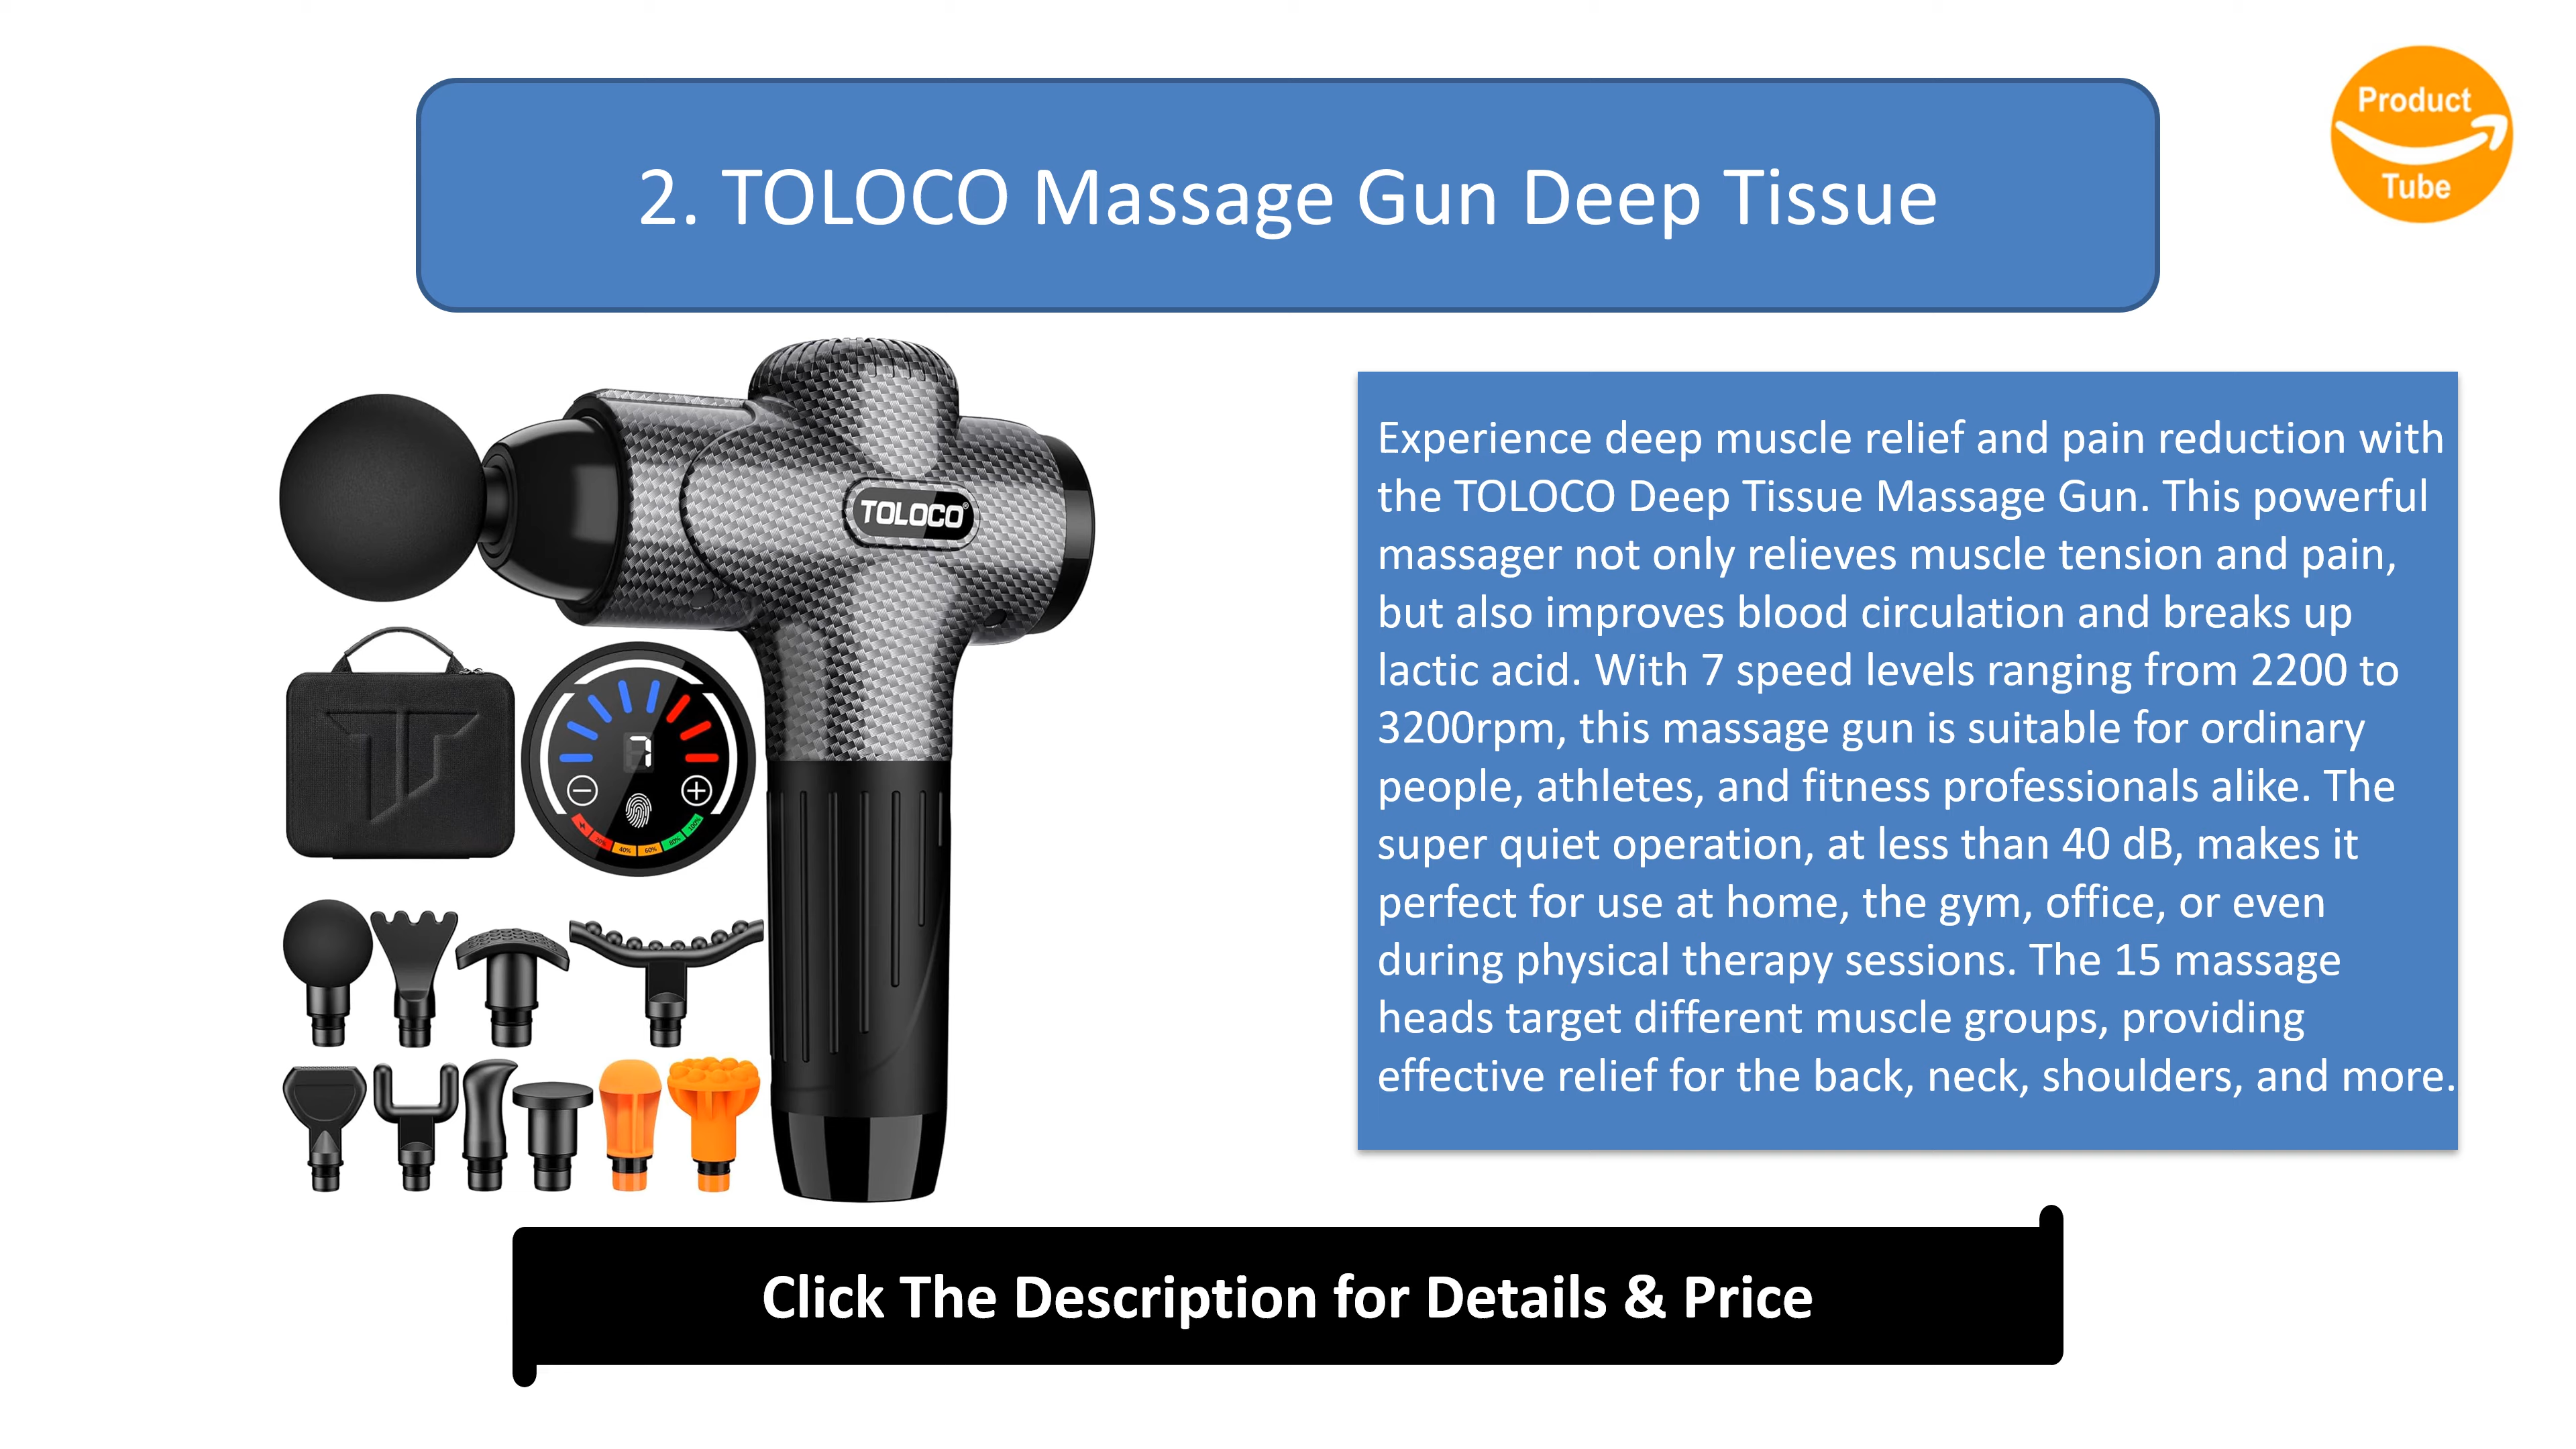 Product
Tube
2. TOLOCO Massage Gun Deep Tissue
TOLOCO®
Experience deep muscle relief and pain reduction with
the TOLOCO Deep Tissue Massage Gun. This powerful
massager not only relieves muscle tension and pain,
but also improves blood circulation and breaks up
lactic acid. With 7 speed levels ranging from 2200 to
3200rpm, this massage gun is suitable for ordinary
people, athletes, and fitness professionals alike. The
super quiet operation, at less than 40 dB, makes it
perfect for use at home, the gym, office, or even
during physical therapy sessions. The 15 massage
heads target different muscle groups, providing
effective relief for the back, neck, shoulders, and more.
7
20% 40% 60% 80% 100%
Click The Description for Details & Price